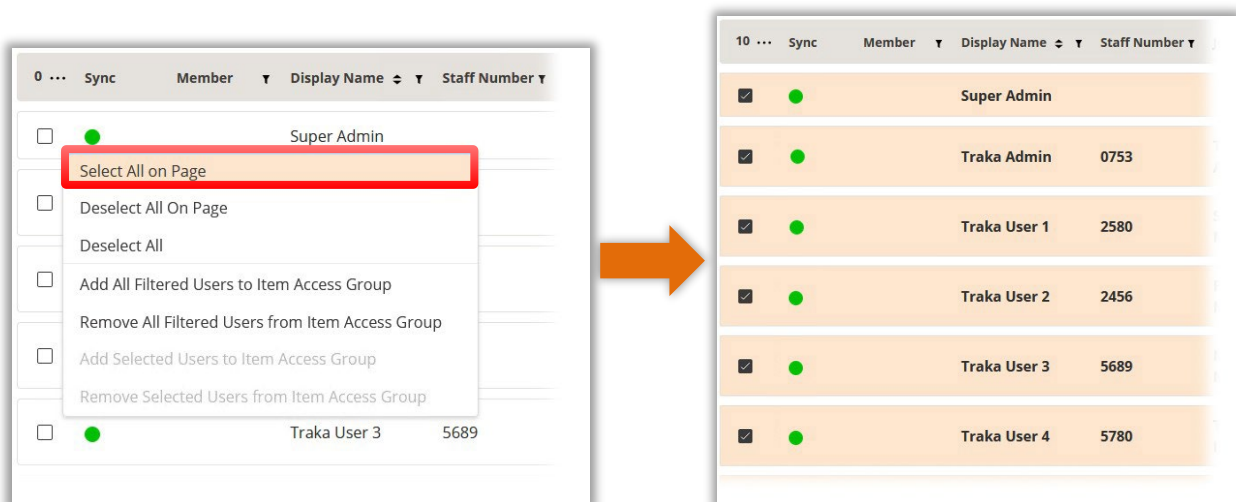 0 ... Sync Member Display Name Staff Number
Super Admin
Select All on Page
Deselect All On Page
Deselect All
Add All Filtered Users to Item Access Group
Remove All Filtered Users from Item Access Group
Add Selected Users to Item Access Group
Remove Selected Users from Item Access Group
Traka User 3 5689
10 ... Sync Member Display Name Staff Number
Super Admin
Traka Admin 0753
Traka User 1 2580
Traka User 2 2456
Traka User 3 5689
Traka User 4 5780